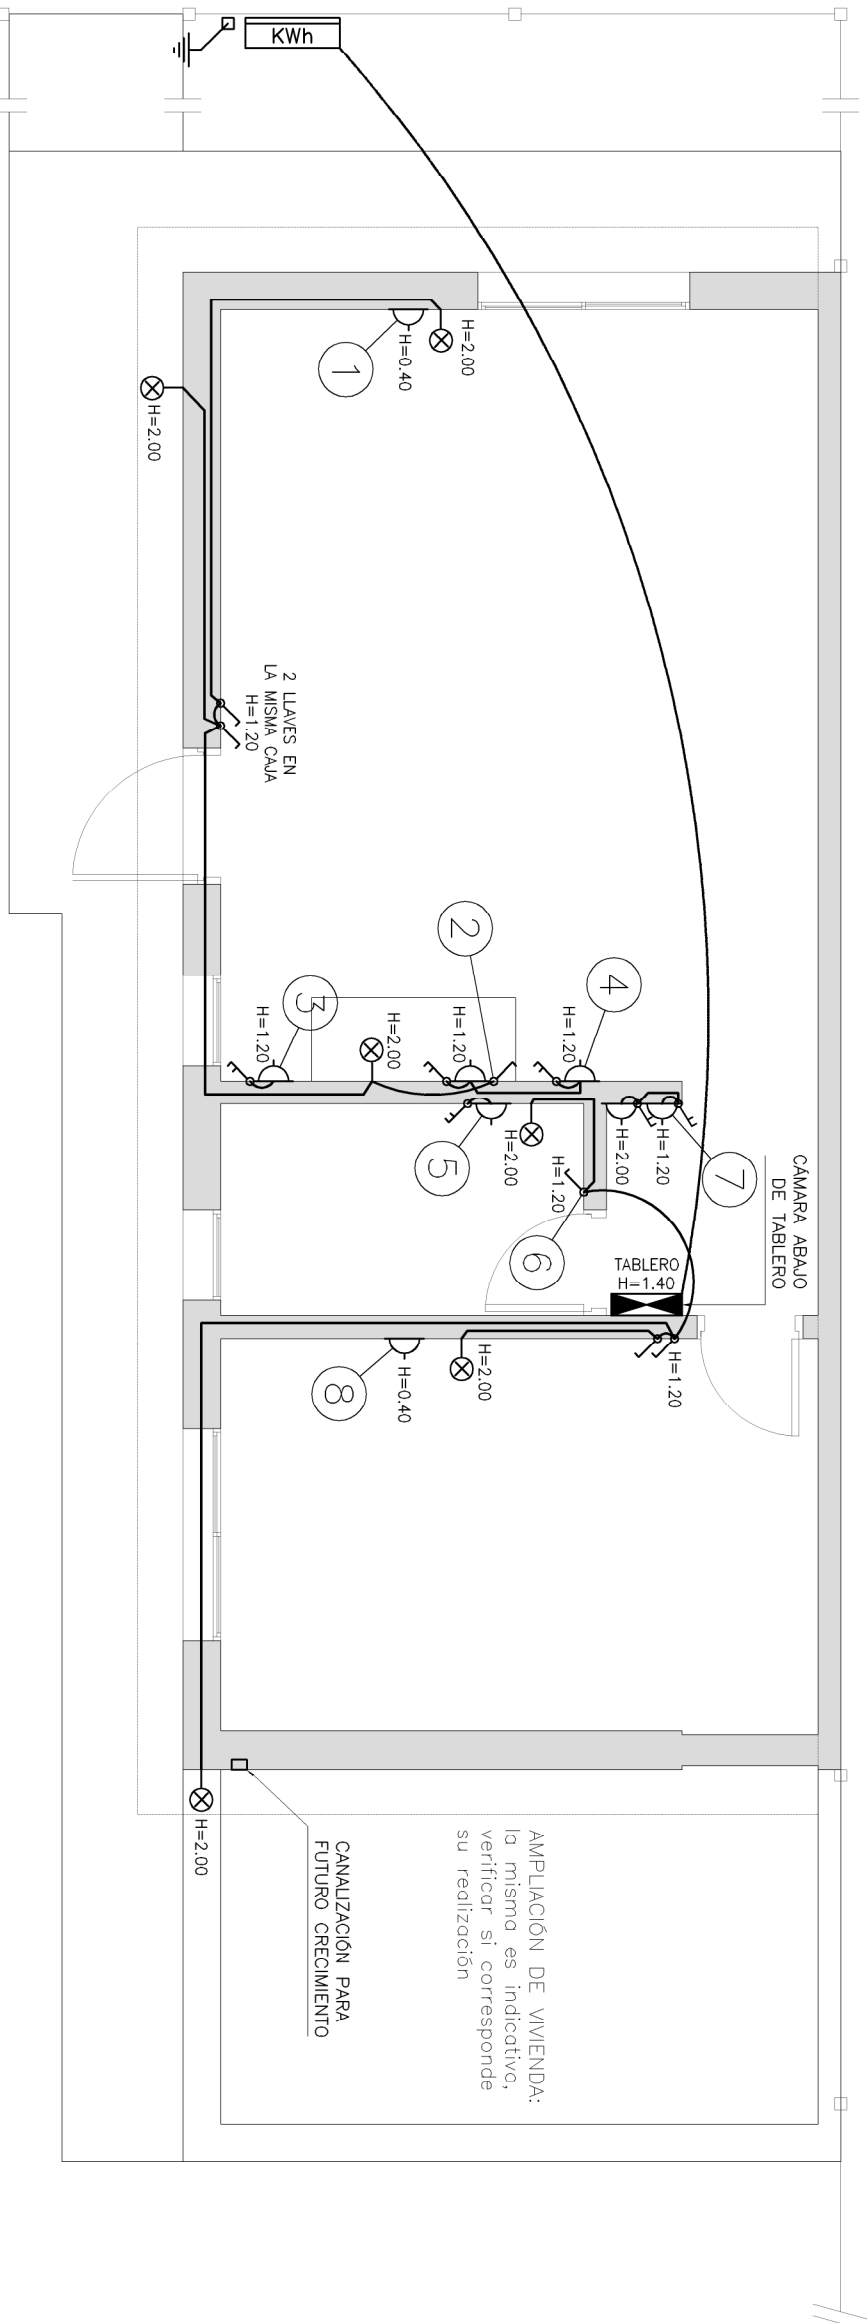 KWh
H=2.00
H=0.40
1
H=2.00
2 LLAVES EN
LA MISMA CAJA
H=1.20
2
4
3
H=1.20
H=2.00
H=1.20
H=1.20
5
H=2.00
H=1.20
6
H=2.00
H=1.20
7
CÁMARA ABAJO
DE TABLERO
TABLERO
H=1.40
8
H=0.40
H=2.00
H=1.20
H=2.00
CANALIZACIÓN PARA
FUTURO CRECIMIENTO
AMPLIACIÓN DE VIVIENDA:
la misma es indicativa,
verificar si corresponde
su realización